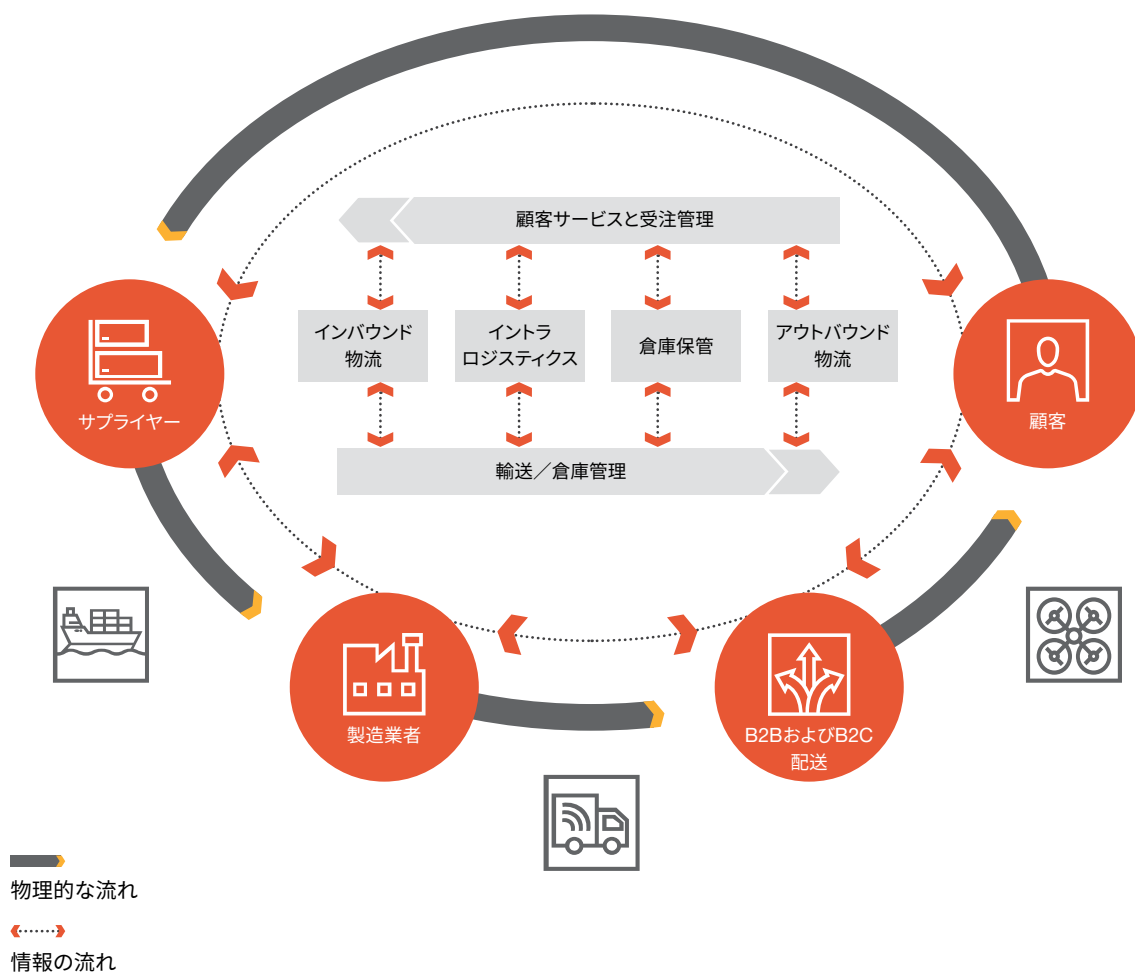 顧客サービスと受注管理
インバウンド
物流
イントラ
ロジスティクス
倉庫保管
アウトバウンド
物流
輸送／倉庫管理
サプライヤー
顧客
製造業者
B2BおよびB2C
配送
物理的な流れ
情報の流れ